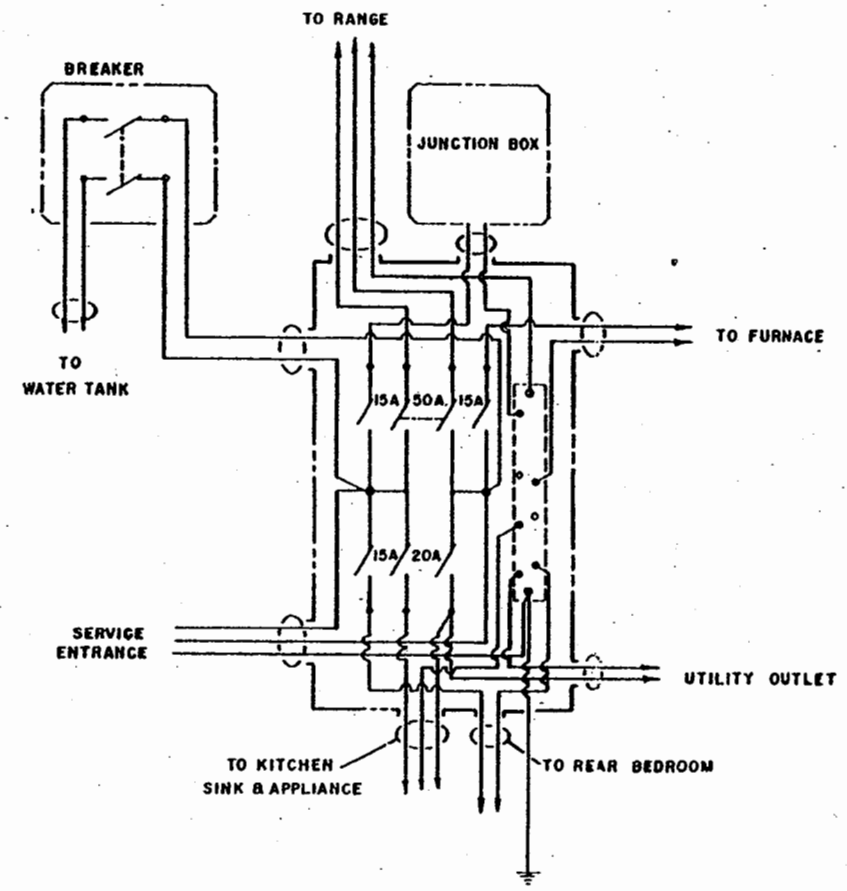 TO RANGE
BREAKER
JUNCTION BOX
TO FURNACE
TO
WATER TANK
15A 50A. 15A
15A 20A
SERVICE
ENTRANCE
UTILITY OUTLET
TO KITCHEN
SINK & APPLIANCE
TO REAR BEDROOM